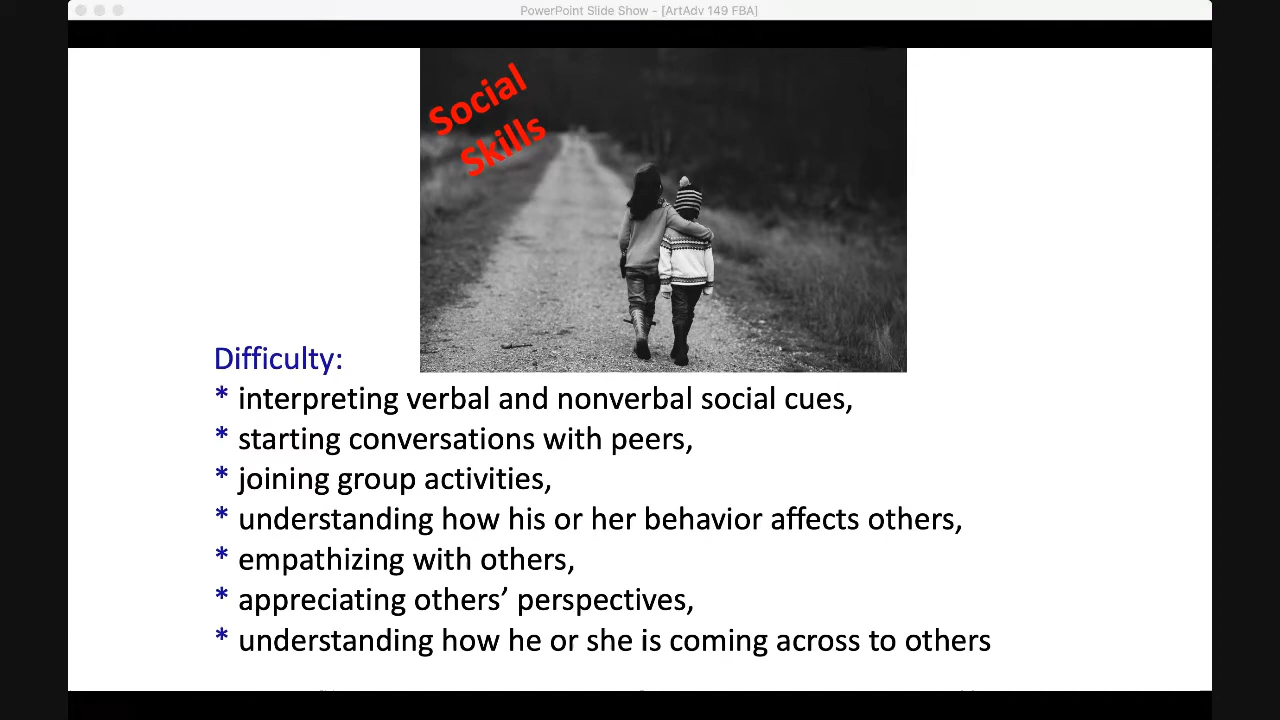 PowerPoint Slide Show - [ArtAdv 149 FBA]
Social
Skills
Difficulty:
* interpreting verbal and nonverbal social cues,
* starting conversations with peers,
* joining group activities,
* understanding how his or her behavior affects others,
* empathizing with others,
* appreciating others’ perspectives,
* understanding how he or she is coming across to others